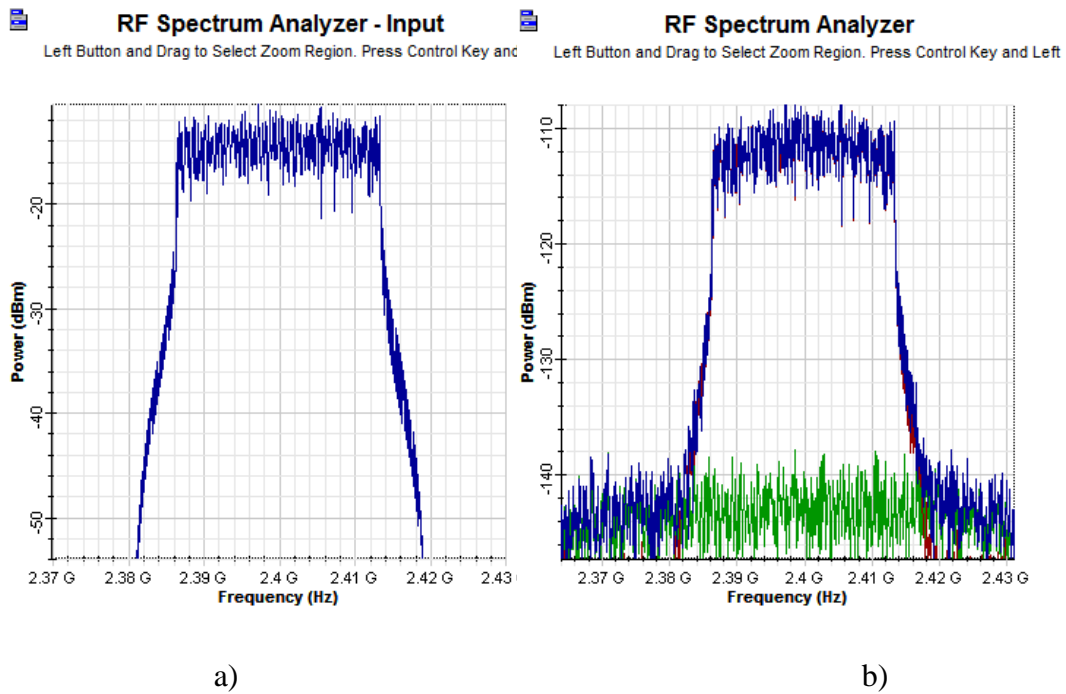 RF Spectrum Analyzer - Input
Left Button and Drag to Select Zoom Region. Press Control Key and
Power (dBm)
-20
-30
-40
-50
2.37 G 2.38 G 2.39 G 2.4 G 2.41 G 2.42 G 2.43
Frequency (Hz)
a)
RF Spectrum Analyzer
Left Button and Drag to Select Zoom Region. Press Control Key and Left
Power (dBm)
-110
-120
-130
-140
2.37 G 2.38 G 2.39 G 2.4 G 2.41 G 2.42 G 2.43 G
Frequency (Hz)
b)